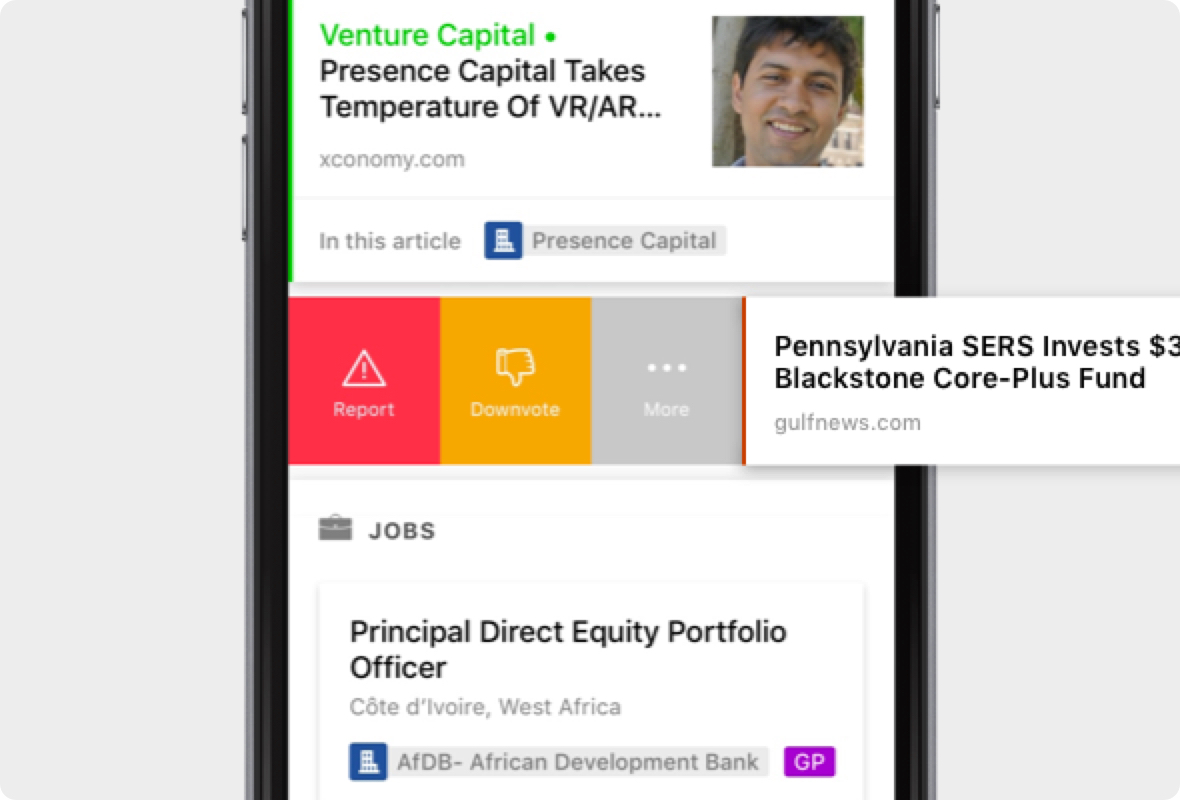 Venture Capital •
Presence Capital Takes
Temperature Of VR/AR...
xconomy.com
In this article
Presence Capital
Report
Downvote
More
Pennsylvania SERS Invests $3
Blackstone Core-Plus Fund
gulfnews.com
JOBS
Principal Direct Equity Portfolio
Officer
Côte d’Ivoire, West Africa
AfDB- African Development Bank
GP